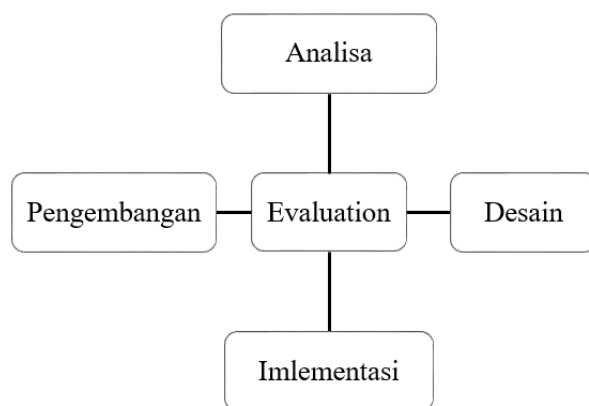 Analisa
Pengembangan
Evaluation
Desain
Imlementasi